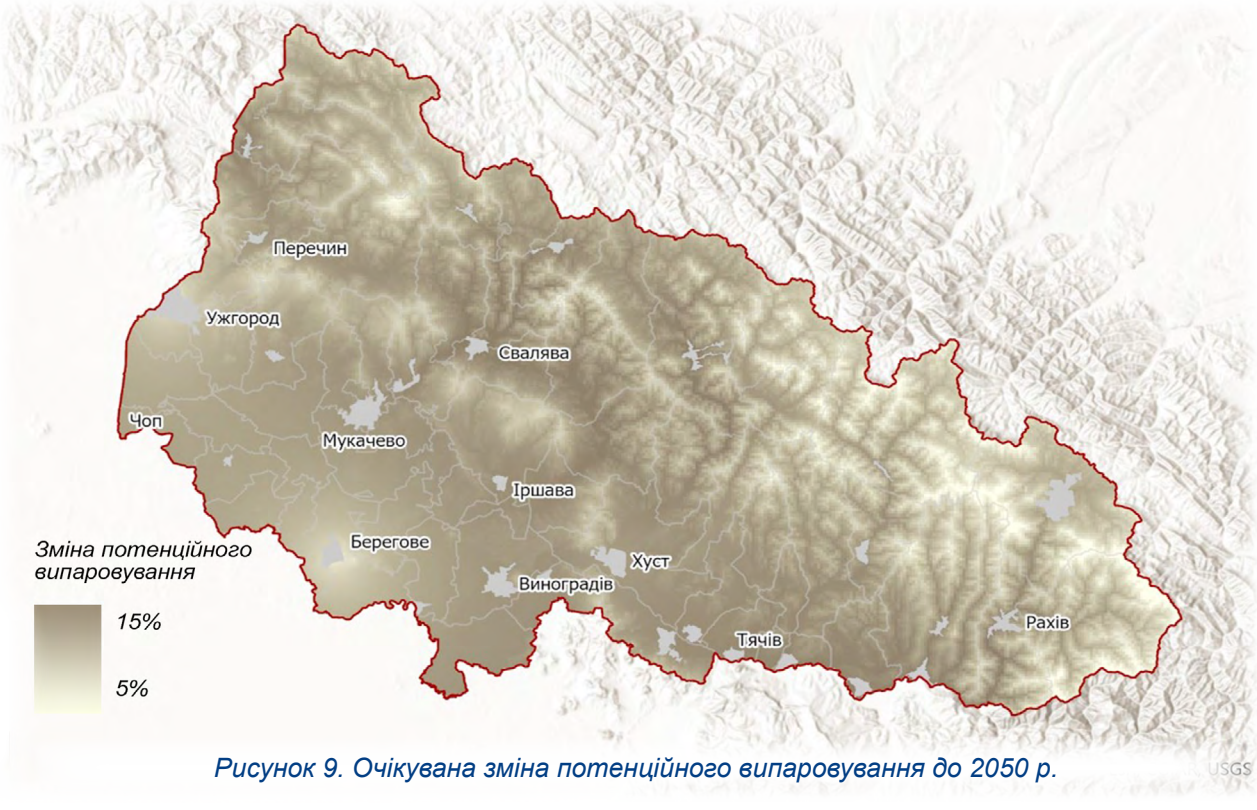 Перечин
Ужгород
Свалява
Чоп
Мукачево
Іршава
Берегове
Хуст
Виноградів
Рахів
Тячів
Зміна потенційного
випаровування
15%
5%
Рисунок 9. Очікувана зміна потенційного випаровування до 2050 р.
USGS